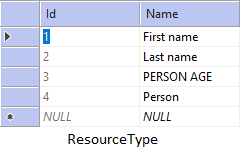 Id Name
1 First name
2 Last name
3 PERSON AGE
4 Person
NULL NULL
ResourceType